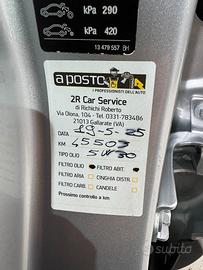 kPa 290
kPa 420
13 479 557 BH
a posto
I PROFESSIONISTI DELL'AUTO
2R Car Service
di Richichi Roberto
Via Olona, 104 - Tel. 0331-783486
21013 Gallarate (VA)
DATA 19-5-25
KM 45503
TIPO OLIO 5W30
FILTRO OLIO FILTRO ABIT.
FILTRO ARIA CINGHIA DISTR.
FILTRO CARB. CANDELE
Prossimo controllo a km
subito